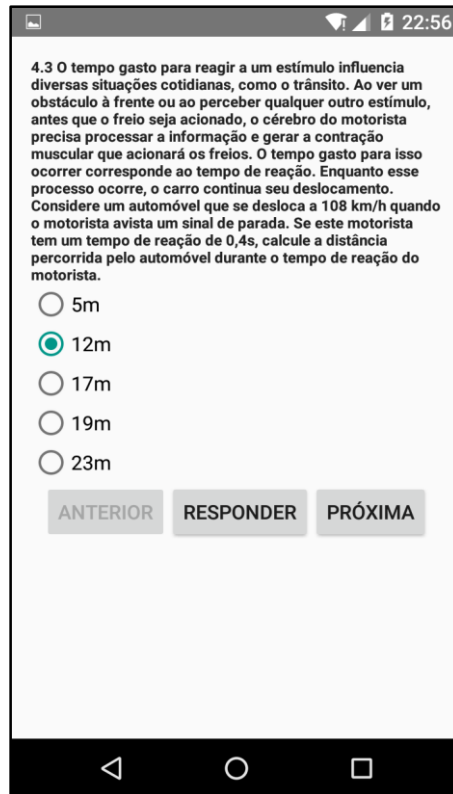 22:56
4.3 O tempo gasto para reagir a um estímulo influencia
diversas situações cotidianas, como o trânsito. Ao ver um
obstáculo à frente ou ao perceber qualquer outro estímulo,
antes que o freio seja acionado, o cérebro do motorista
precisa processar a informação e gerar a contração
muscular que acionará os freios. O tempo gasto para isso
ocorrer corresponde ao tempo de reação. Enquanto esse
processo ocorre, o carro continua seu deslocamento.
Considere um automóvel que se desloca a 108 km/h quando
o motorista avista um sinal de parada. Se este motorista
tem um tempo de reação de 0,4s, calcule a distância
percorrida pelo automóvel durante o tempo de reação do
motorista.
5m
12m
17m
19m
23m
ANTERIOR RESPONDER PRÓXIMA